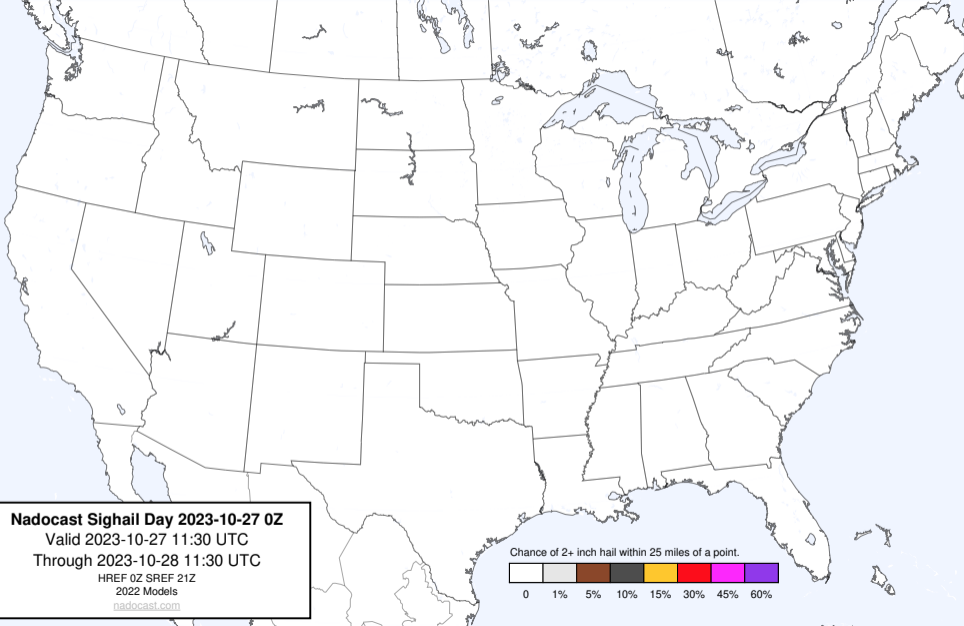 Nadocast Sighail Day 2023-10-27 0Z
Valid 2023-10-27 11:30 UTC
Through 2023-10-28 11:30 UTC
HREF 0Z SREF 21Z
2022 Models
nadocast.com
Chance of 2+ inch hail within 25 miles of a point.
0 1% 5% 10% 15% 30% 45% 60%